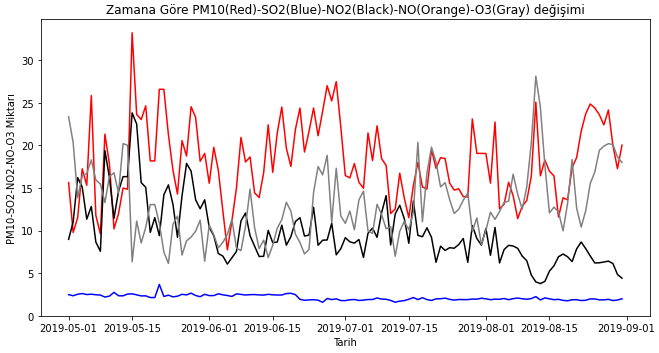 Zamana Göre PM10(Red)-SO2(Blue)-NO2(Black)-NO(Orange)-O3(Gray) değişimi
PM10-SO2-NO2-NO-O3 Miktarı
30
25
20
15
10
5
0
2019-05-01 2019-05-15 2019-06-01 2019-06-15 2019-07-01 2019-07-15 2019-08-01 2019-08-15 2019-09-01
Tarih